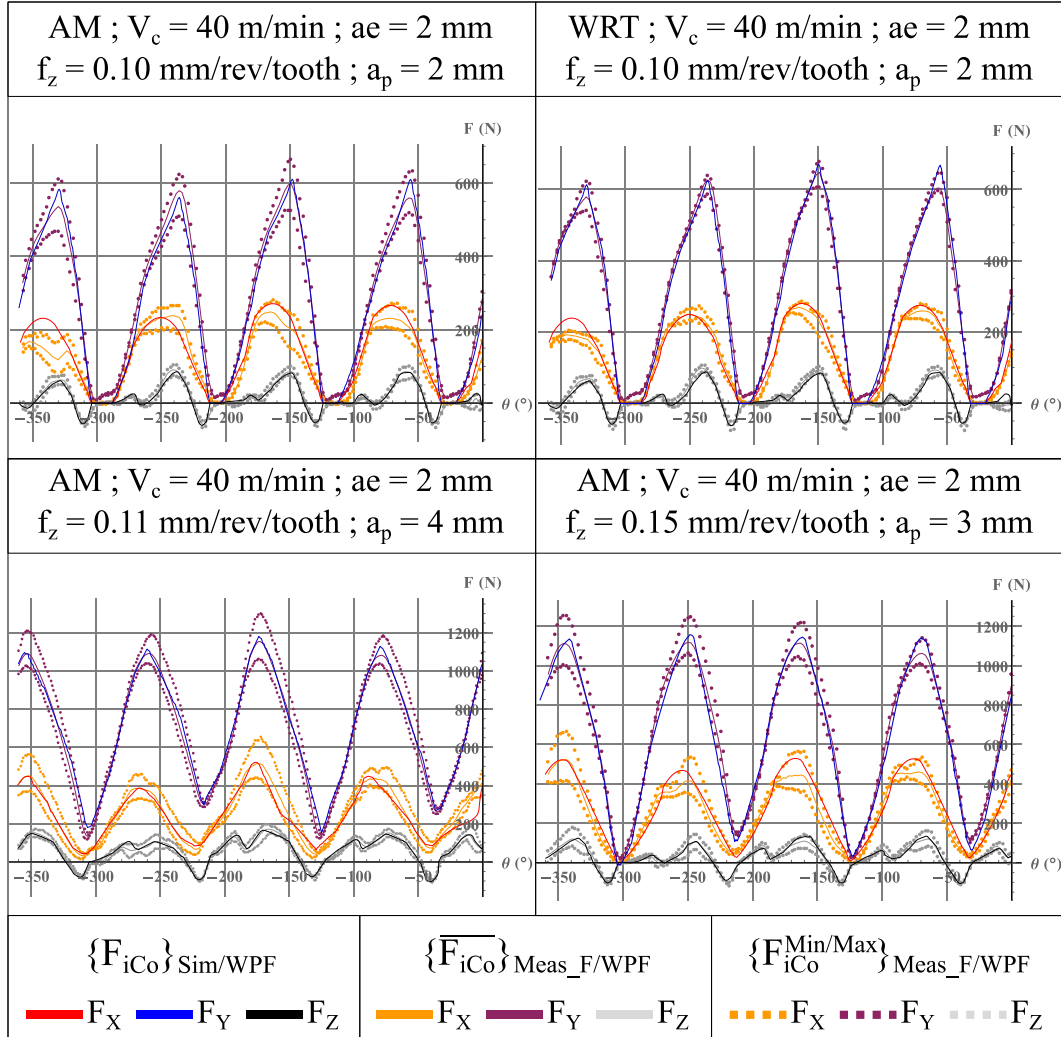 AM ; V_c = 40 m/min ; ae = 2 mm
f_z = 0.10 mm/rev/tooth ; a_p = 2 mm
WRT ; V_c = 40 m/min ; ae = 2 mm
f_z = 0.10 mm/rev/tooth ; a_p = 2 mm
F (N)
600
400
200
θ (°)
−350 −300 −250 −200 −150 −100 −50
F (N)
600
400
200
θ (°)
−350 −300 −250 −200 −150 −100 −50
AM ; V_c = 40 m/min ; ae = 2 mm
f_z = 0.11 mm/rev/tooth ; a_p = 4 mm
AM ; V_c = 40 m/min ; ae = 2 mm
f_z = 0.15 mm/rev/tooth ; a_p = 3 mm
F (N)
1200
1000
800
600
400
200
θ (°)
−350 −300 −250 −200 −150 −100 −50
F (N)
1200
1000
800
600
400
200
θ (°)
−350 −300 −250 −200 −150 −100 −50
{F_iCo}_Sim/WPF
F_X F_Y F_Z
{\overline{F_iCo}}_Meas_F/WPF
F_X F_Y F_Z
{F_iCo^Min/Max}_Meas_F/WPF
F_X F_Y F_Z